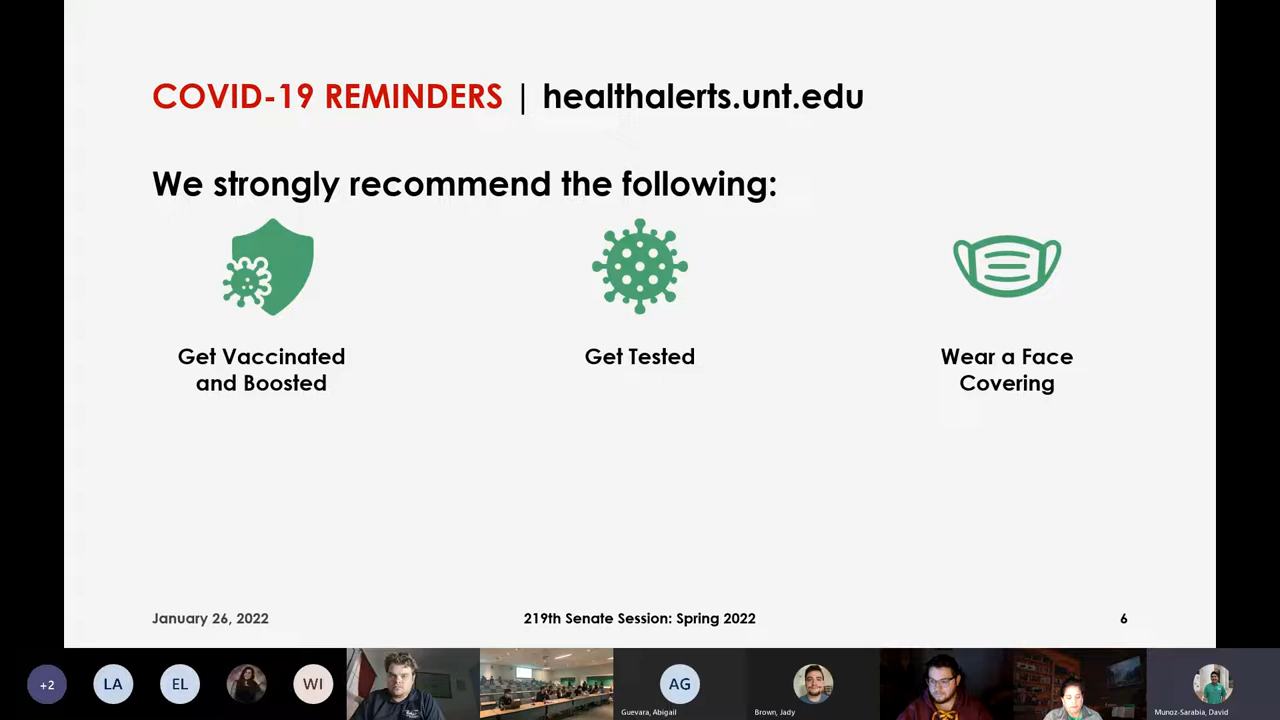 COVID-19 REMINDERS | healthalerts.unt.edu
We strongly recommend the following:
Get Vaccinated
and Boosted
Get Tested
Wear a Face
Covering
January 26, 2022
219th Senate Session: Spring 2022
6
+2
LA
EL
WI
AG
Guevara, Abigail
Brown, Jady
Munoz-Sarabia, David